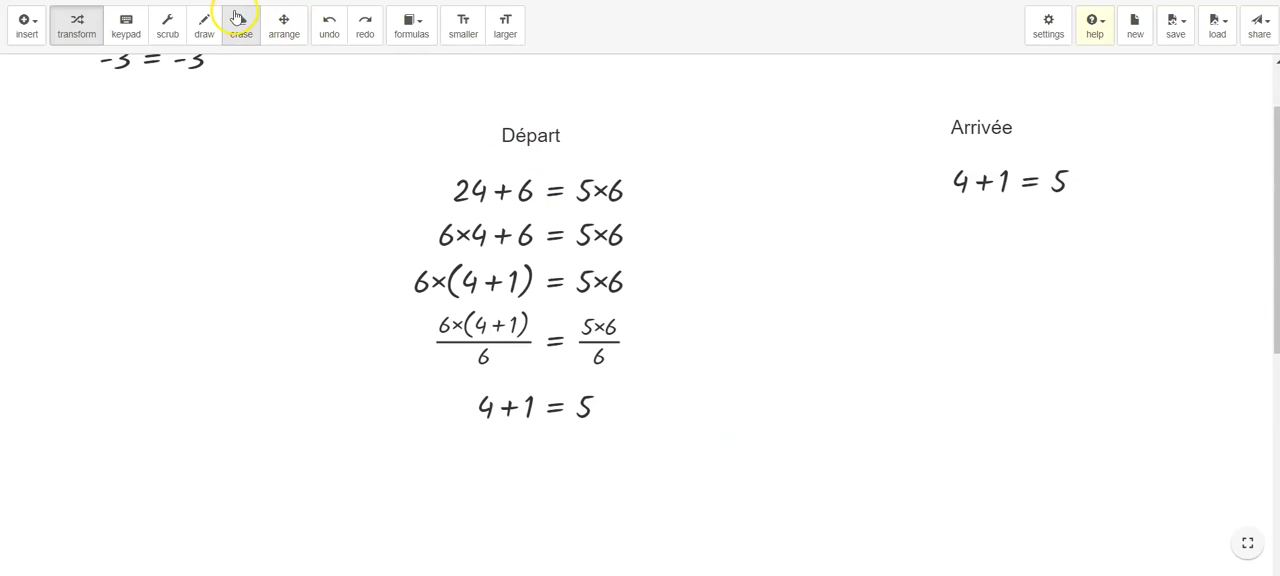 insert transform keypad scrub draw erase arrange undo redo formulas smaller larger settings help new save load share
-3 = -3
Départ
Arrivée
24 + 6 = 5×6
4 + 1 = 5
6×4 + 6 = 5×6
6×(4 + 1) = 5×6
6×(4 + 1)/6 = 5×6/6
4 + 1 = 5